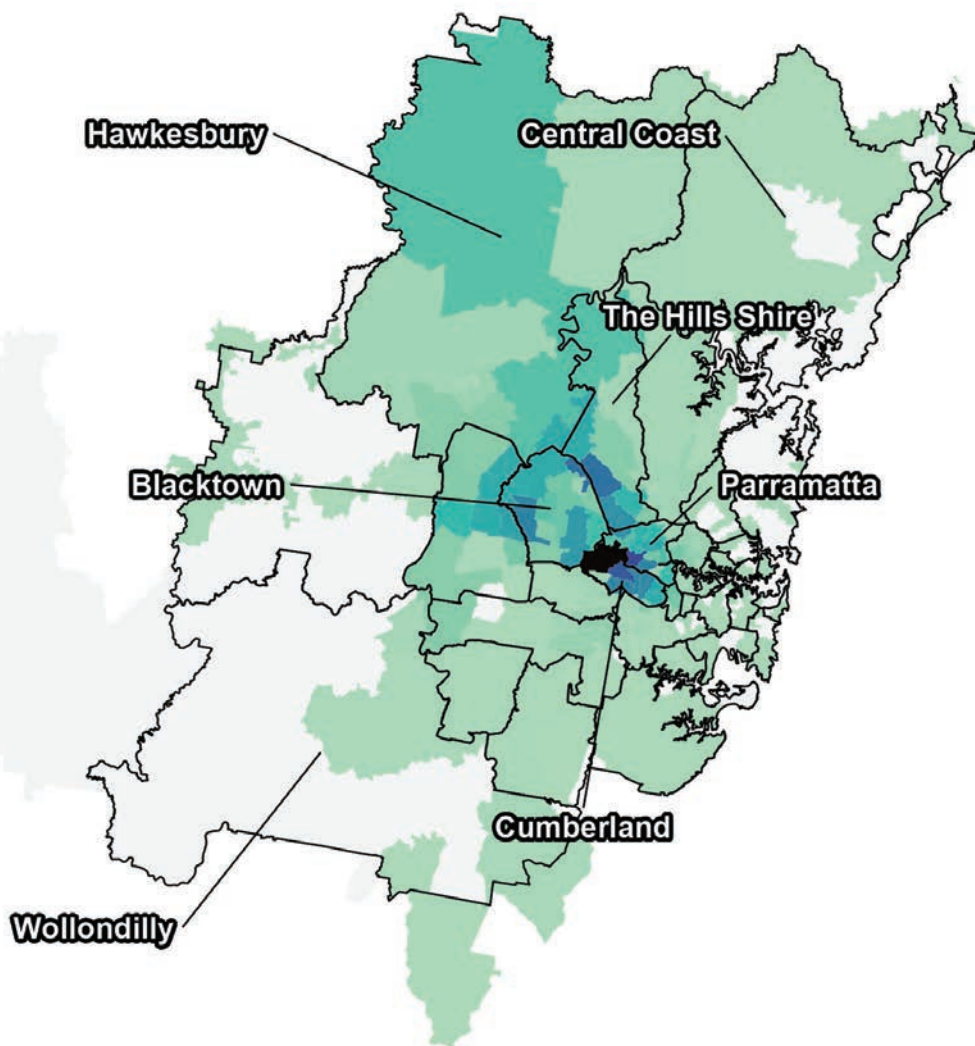 Hawkesbury
Central Coast
The Hills Shire
Blacktown
Parramatta
Cumberland
Wollondilly